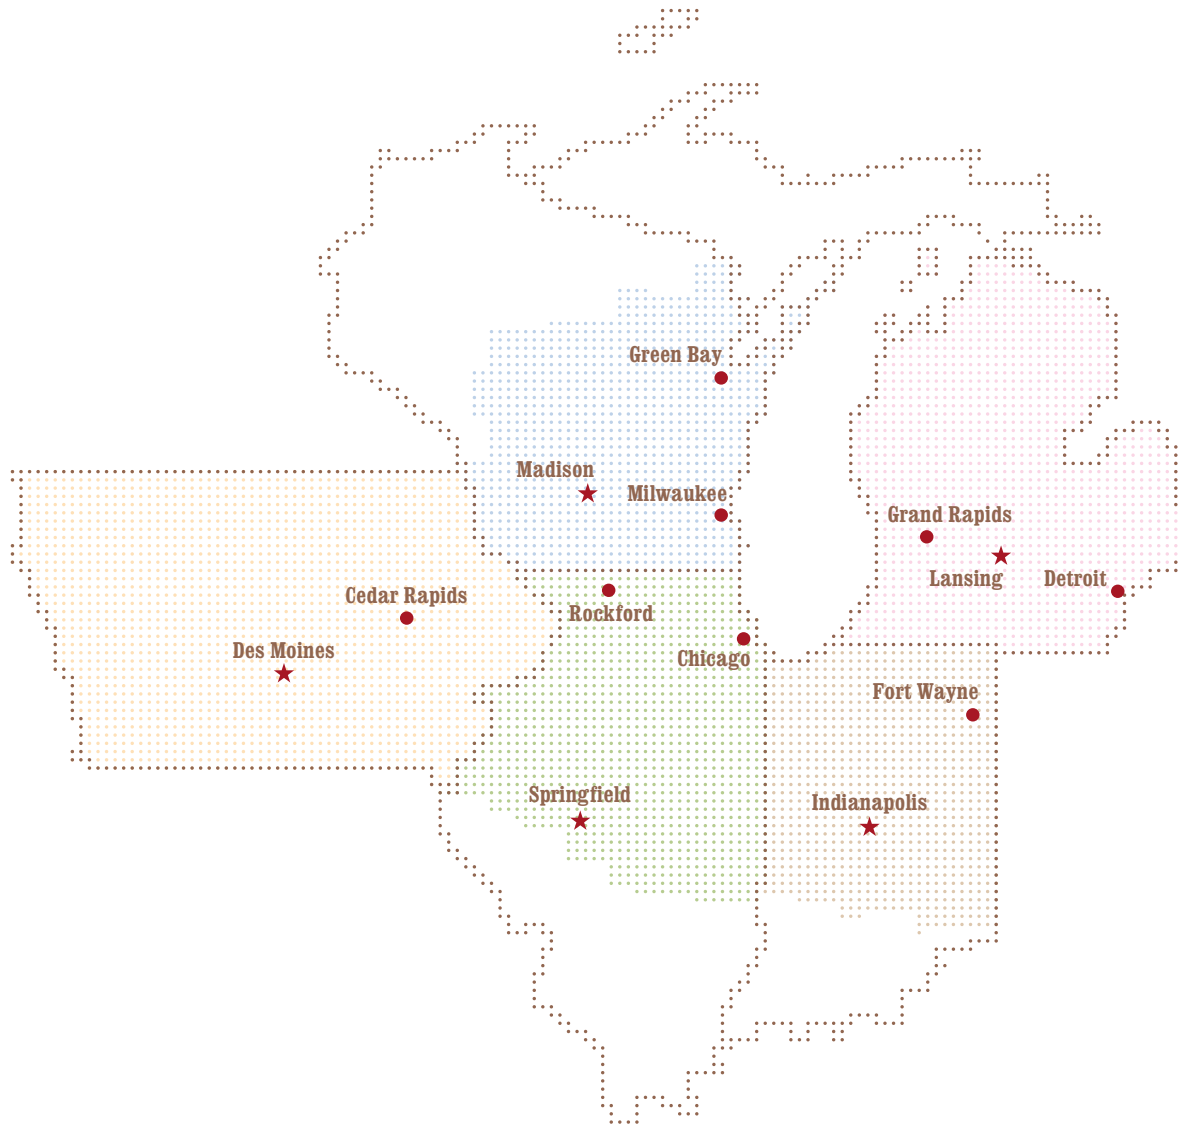 Green Bay
Madison
Milwaukee
Grand Rapids
Lansing
Detroit
Cedar Rapids
Rockford
Des Moines
Chicago
Fort Wayne
Springfield
Indianapolis